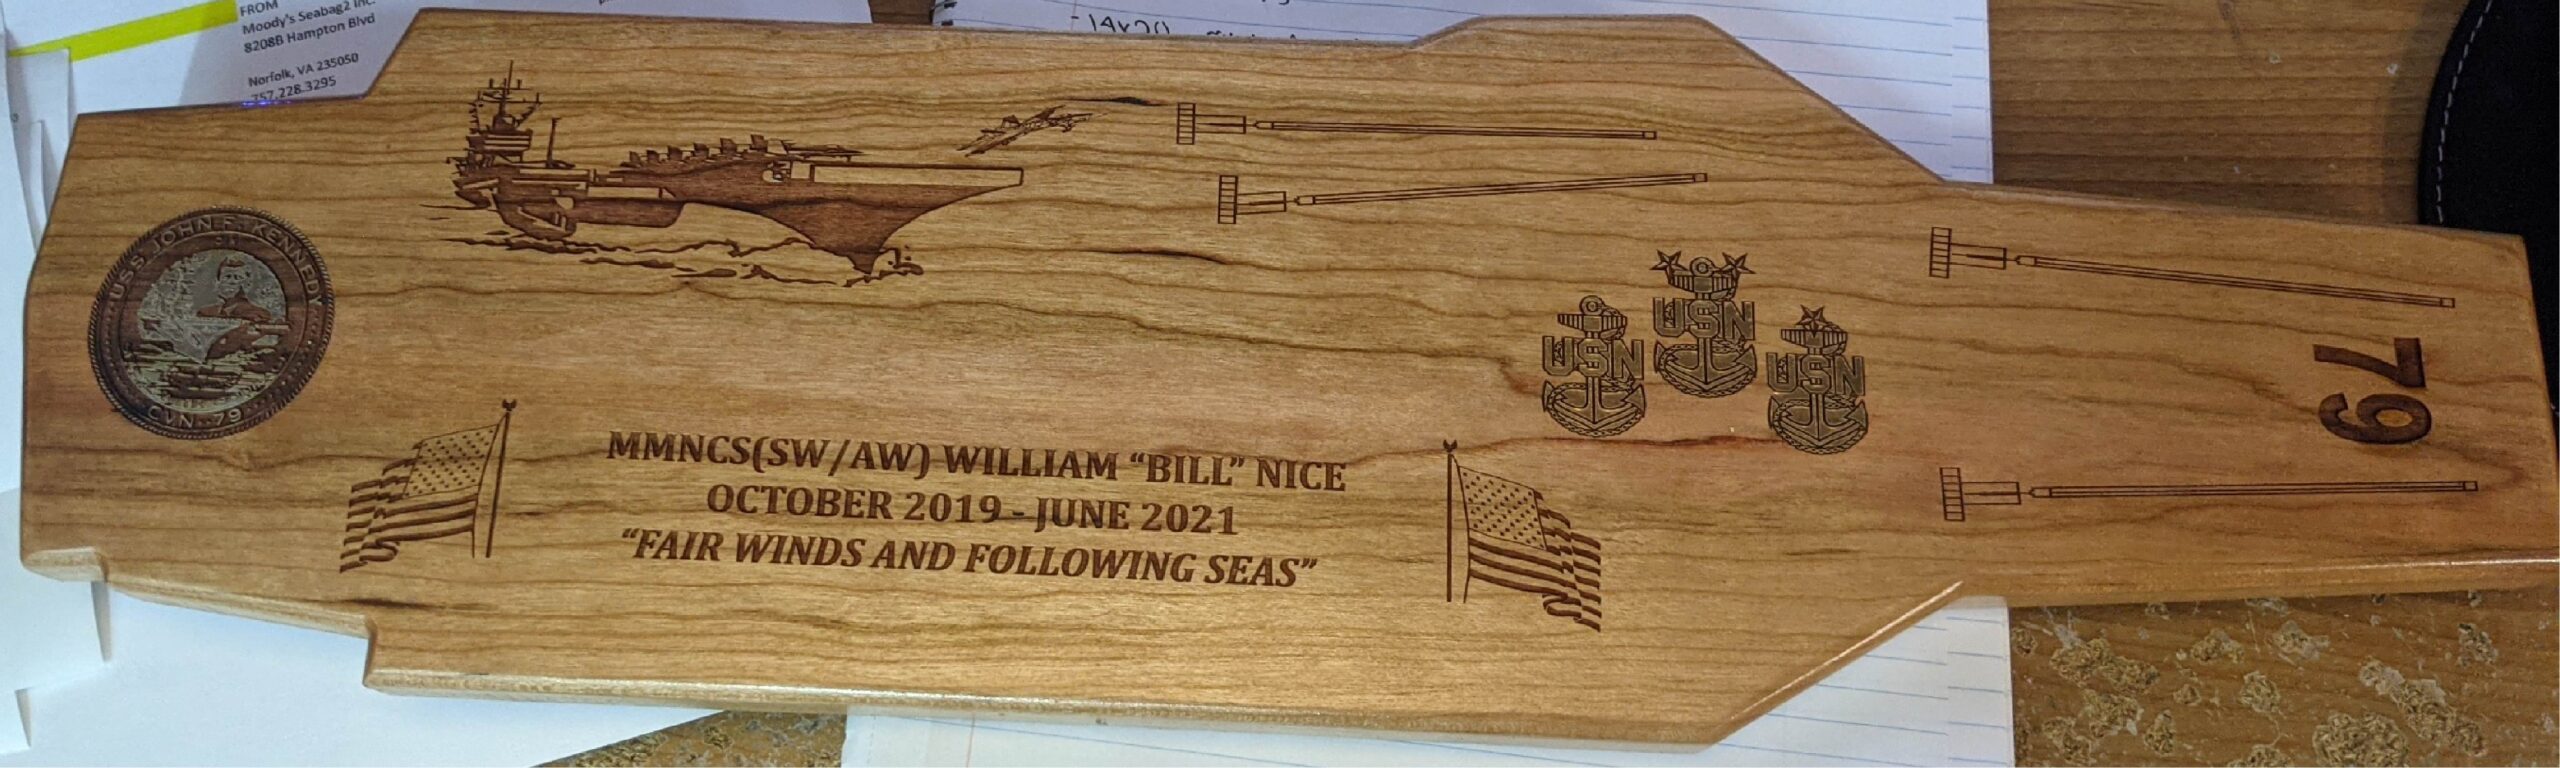 FROM
Moody's Seabag2 Inc.
8208B Hampton Blvd
Norfolk, VA 235050
757.228.3295
14x20
USS JOHN F. KENNEDY
CVN 79
USN
USN
USN
79
MMNCS(SW/AW) WILLIAM “BILL” NICE
OCTOBER 2019 - JUNE 2021
“FAIR WINDS AND FOLLOWING SEAS”